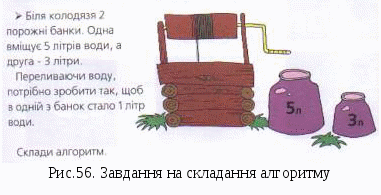 ➤ Біля колодязя 2
порожні банки. Одна
вміщує 5 літрів води, а
друга - 3 літри.
Переливаючи воду,
потрібно зробити так, щоб
в одній з банок стало 1 літр
води.
Склади алгоритм.
5л
3л
Рис.56. Завдання на складання алгоритму